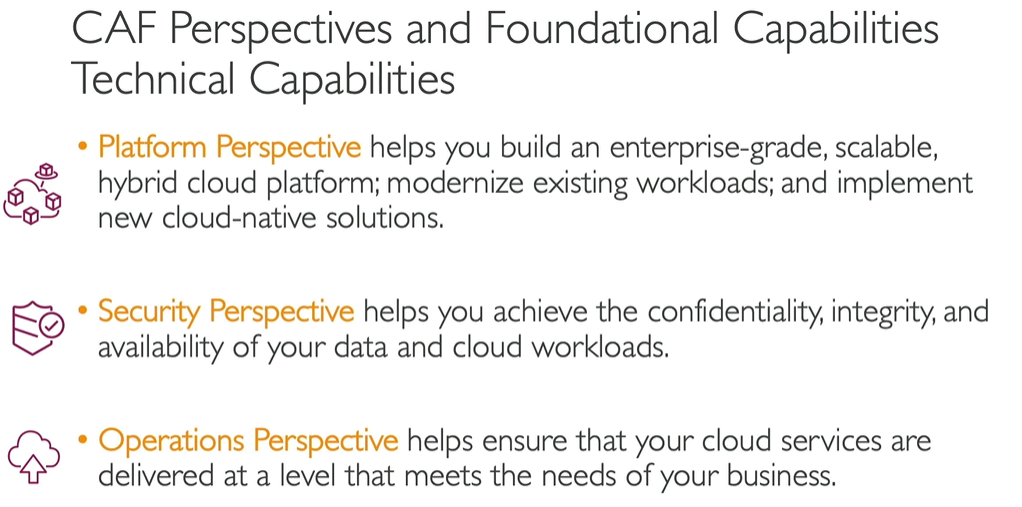 CAF Perspectives and Foundational Capabilities
Technical Capabilities
• Platform Perspective helps you build an enterprise-grade, scalable,
hybrid cloud platform; modernize existing workloads; and implement
new cloud-native solutions.
• Security Perspective helps you achieve the confidentiality, integrity, and
availability of your data and cloud workloads.
• Operations Perspective helps ensure that your cloud services are
delivered at a level that meets the needs of your business.